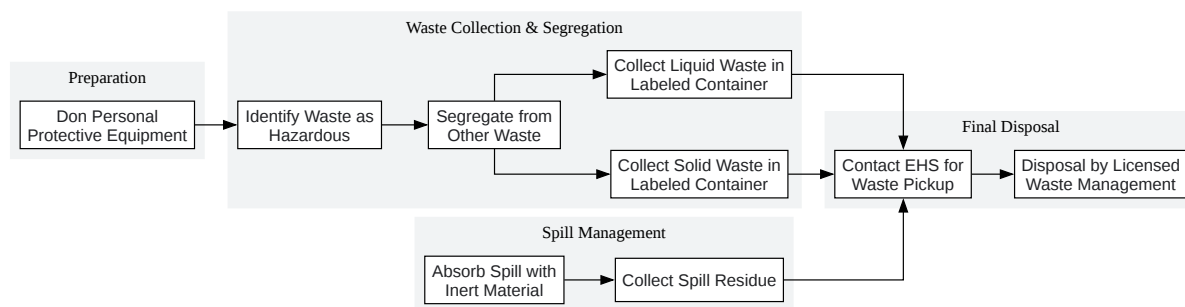 Waste Collection & Segregation
Preparation
Don Personal
Protective Equipment
Identify Waste as
Hazardous
Segregate from
Other Waste
Collect Liquid Waste in
Labeled Container
Collect Solid Waste in
Labeled Container
Final Disposal
Contact EHS for
Waste Pickup
Disposal by Licensed
Waste Management
Spill Management
Absorb Spill with
Inert Material
Collect Spill Residue